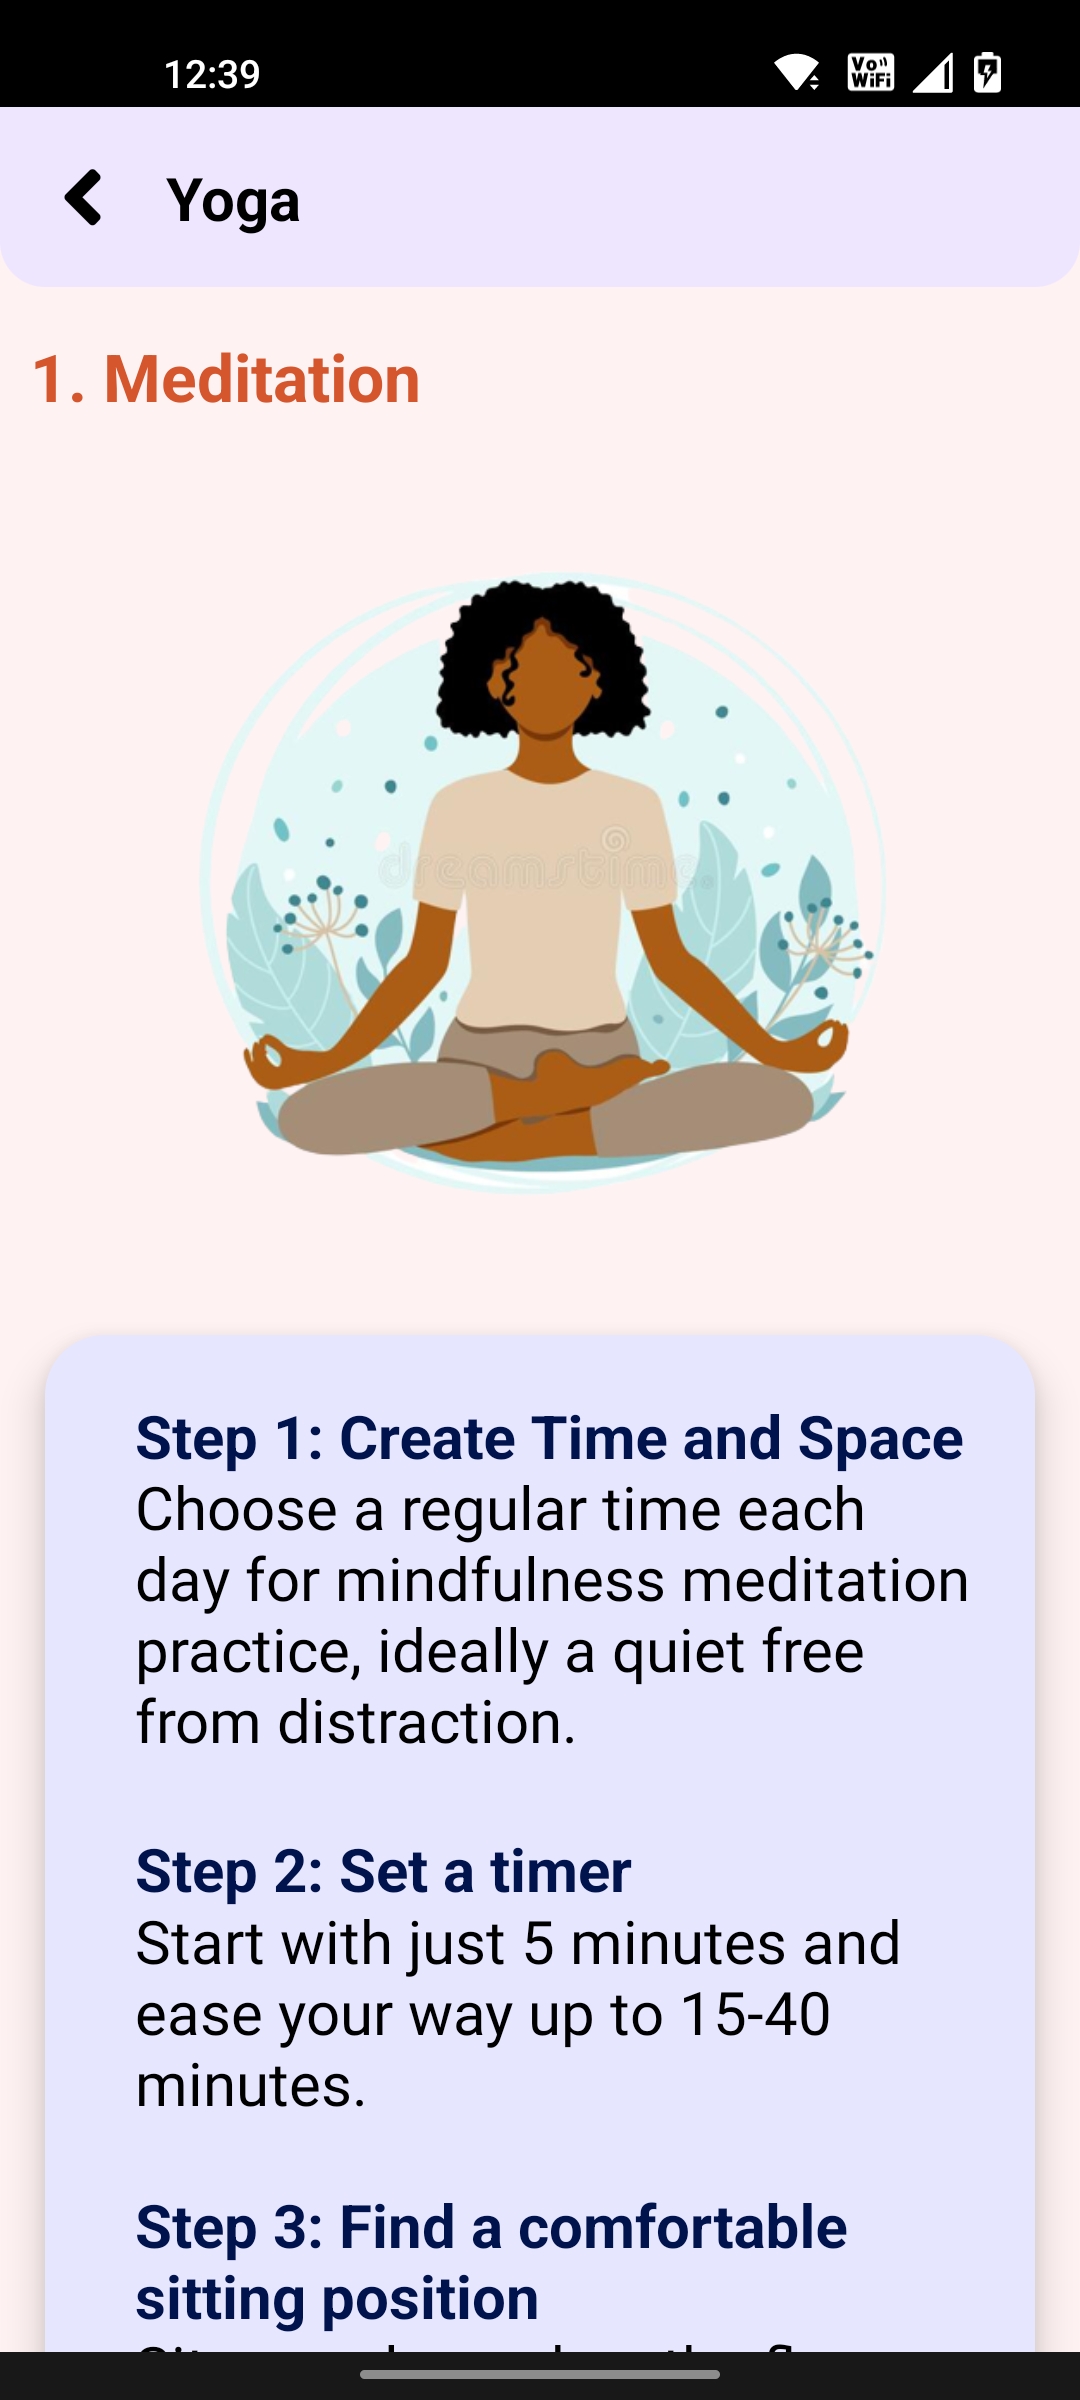 12:39
Vo WiFi
Yoga
1. Meditation
dreamstime
Step 1: Create Time and Space
Choose a regular time each
day for mindfulness meditation
practice, ideally a quiet free
from distraction.
Step 2: Set a timer
Start with just 5 minutes and
ease your way up to 15-40
minutes.
Step 3: Find a comfortable
sitting position